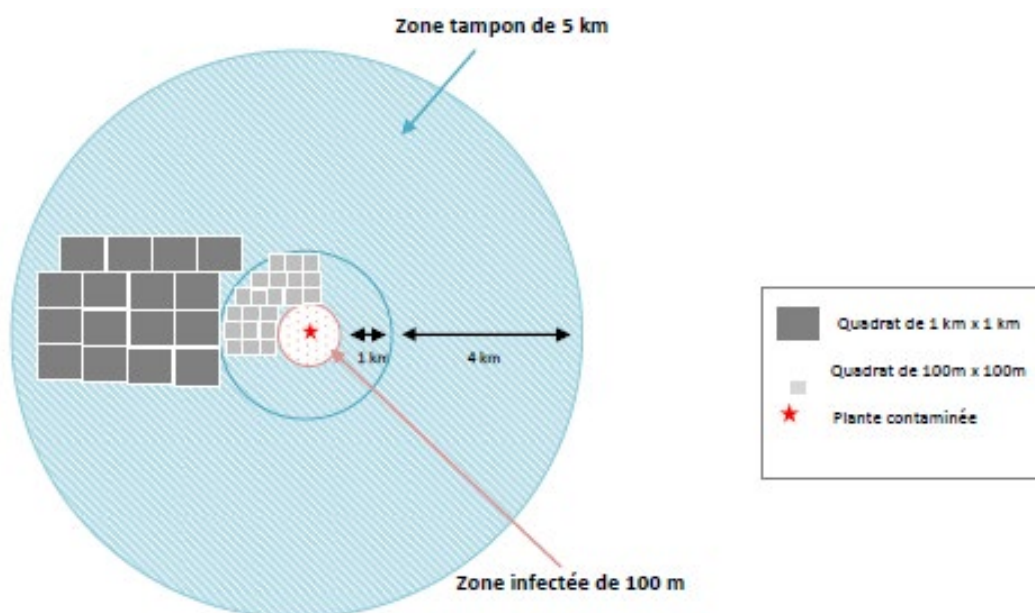 Zone tampon de 5 km
1 km
4 km
Zone infectée de 100 m
Quadrat de 1 km x 1 km
Quadrat de 100m x 100m
Plante contaminée